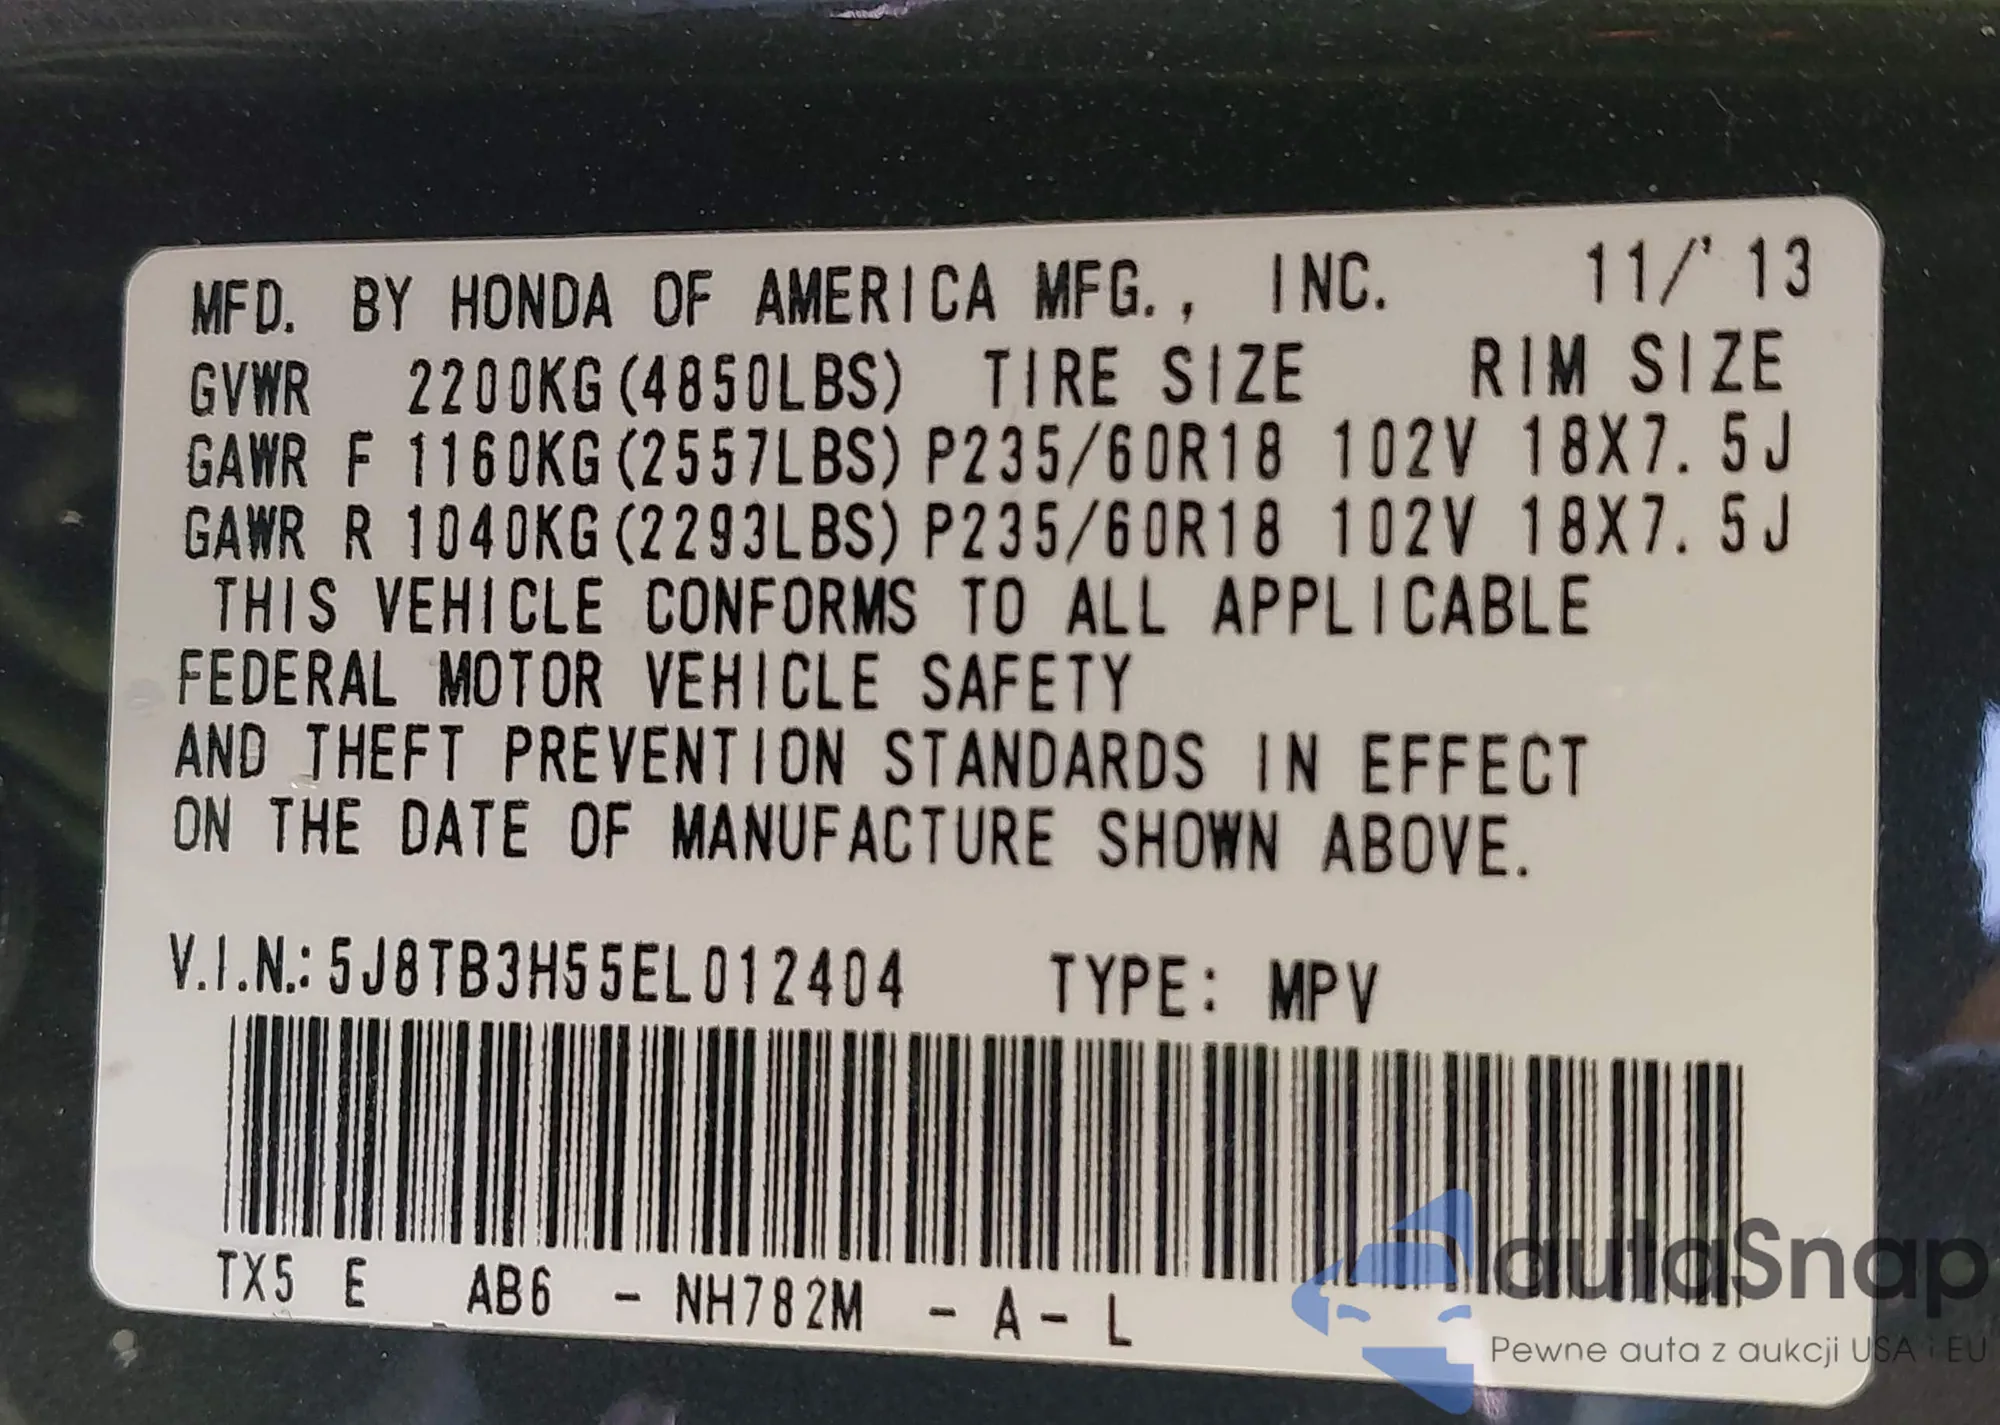 MFD. BY HONDA OF AMERICA MFG., INC. 11/'13
GVWR 2200KG(4850LBS) TIRE SIZE RIM SIZE
GAWR F 1160KG(2557LBS) P235/60R18 102V 18X7.5J
GAWR R 1040KG(2293LBS) P235/60R18 102V 18X7.5J
THIS VEHICLE CONFORMS TO ALL APPLICABLE
FEDERAL MOTOR VEHICLE SAFETY
AND THEFT PREVENTION STANDARDS IN EFFECT
ON THE DATE OF MANUFACTURE SHOWN ABOVE.
V.I.N.: 5J8TB3H55EL012404 TYPE: MPV
TX5 E AB6 - NH782M - A - L
autaSnap
Pewne auta z aukcji USA i EU